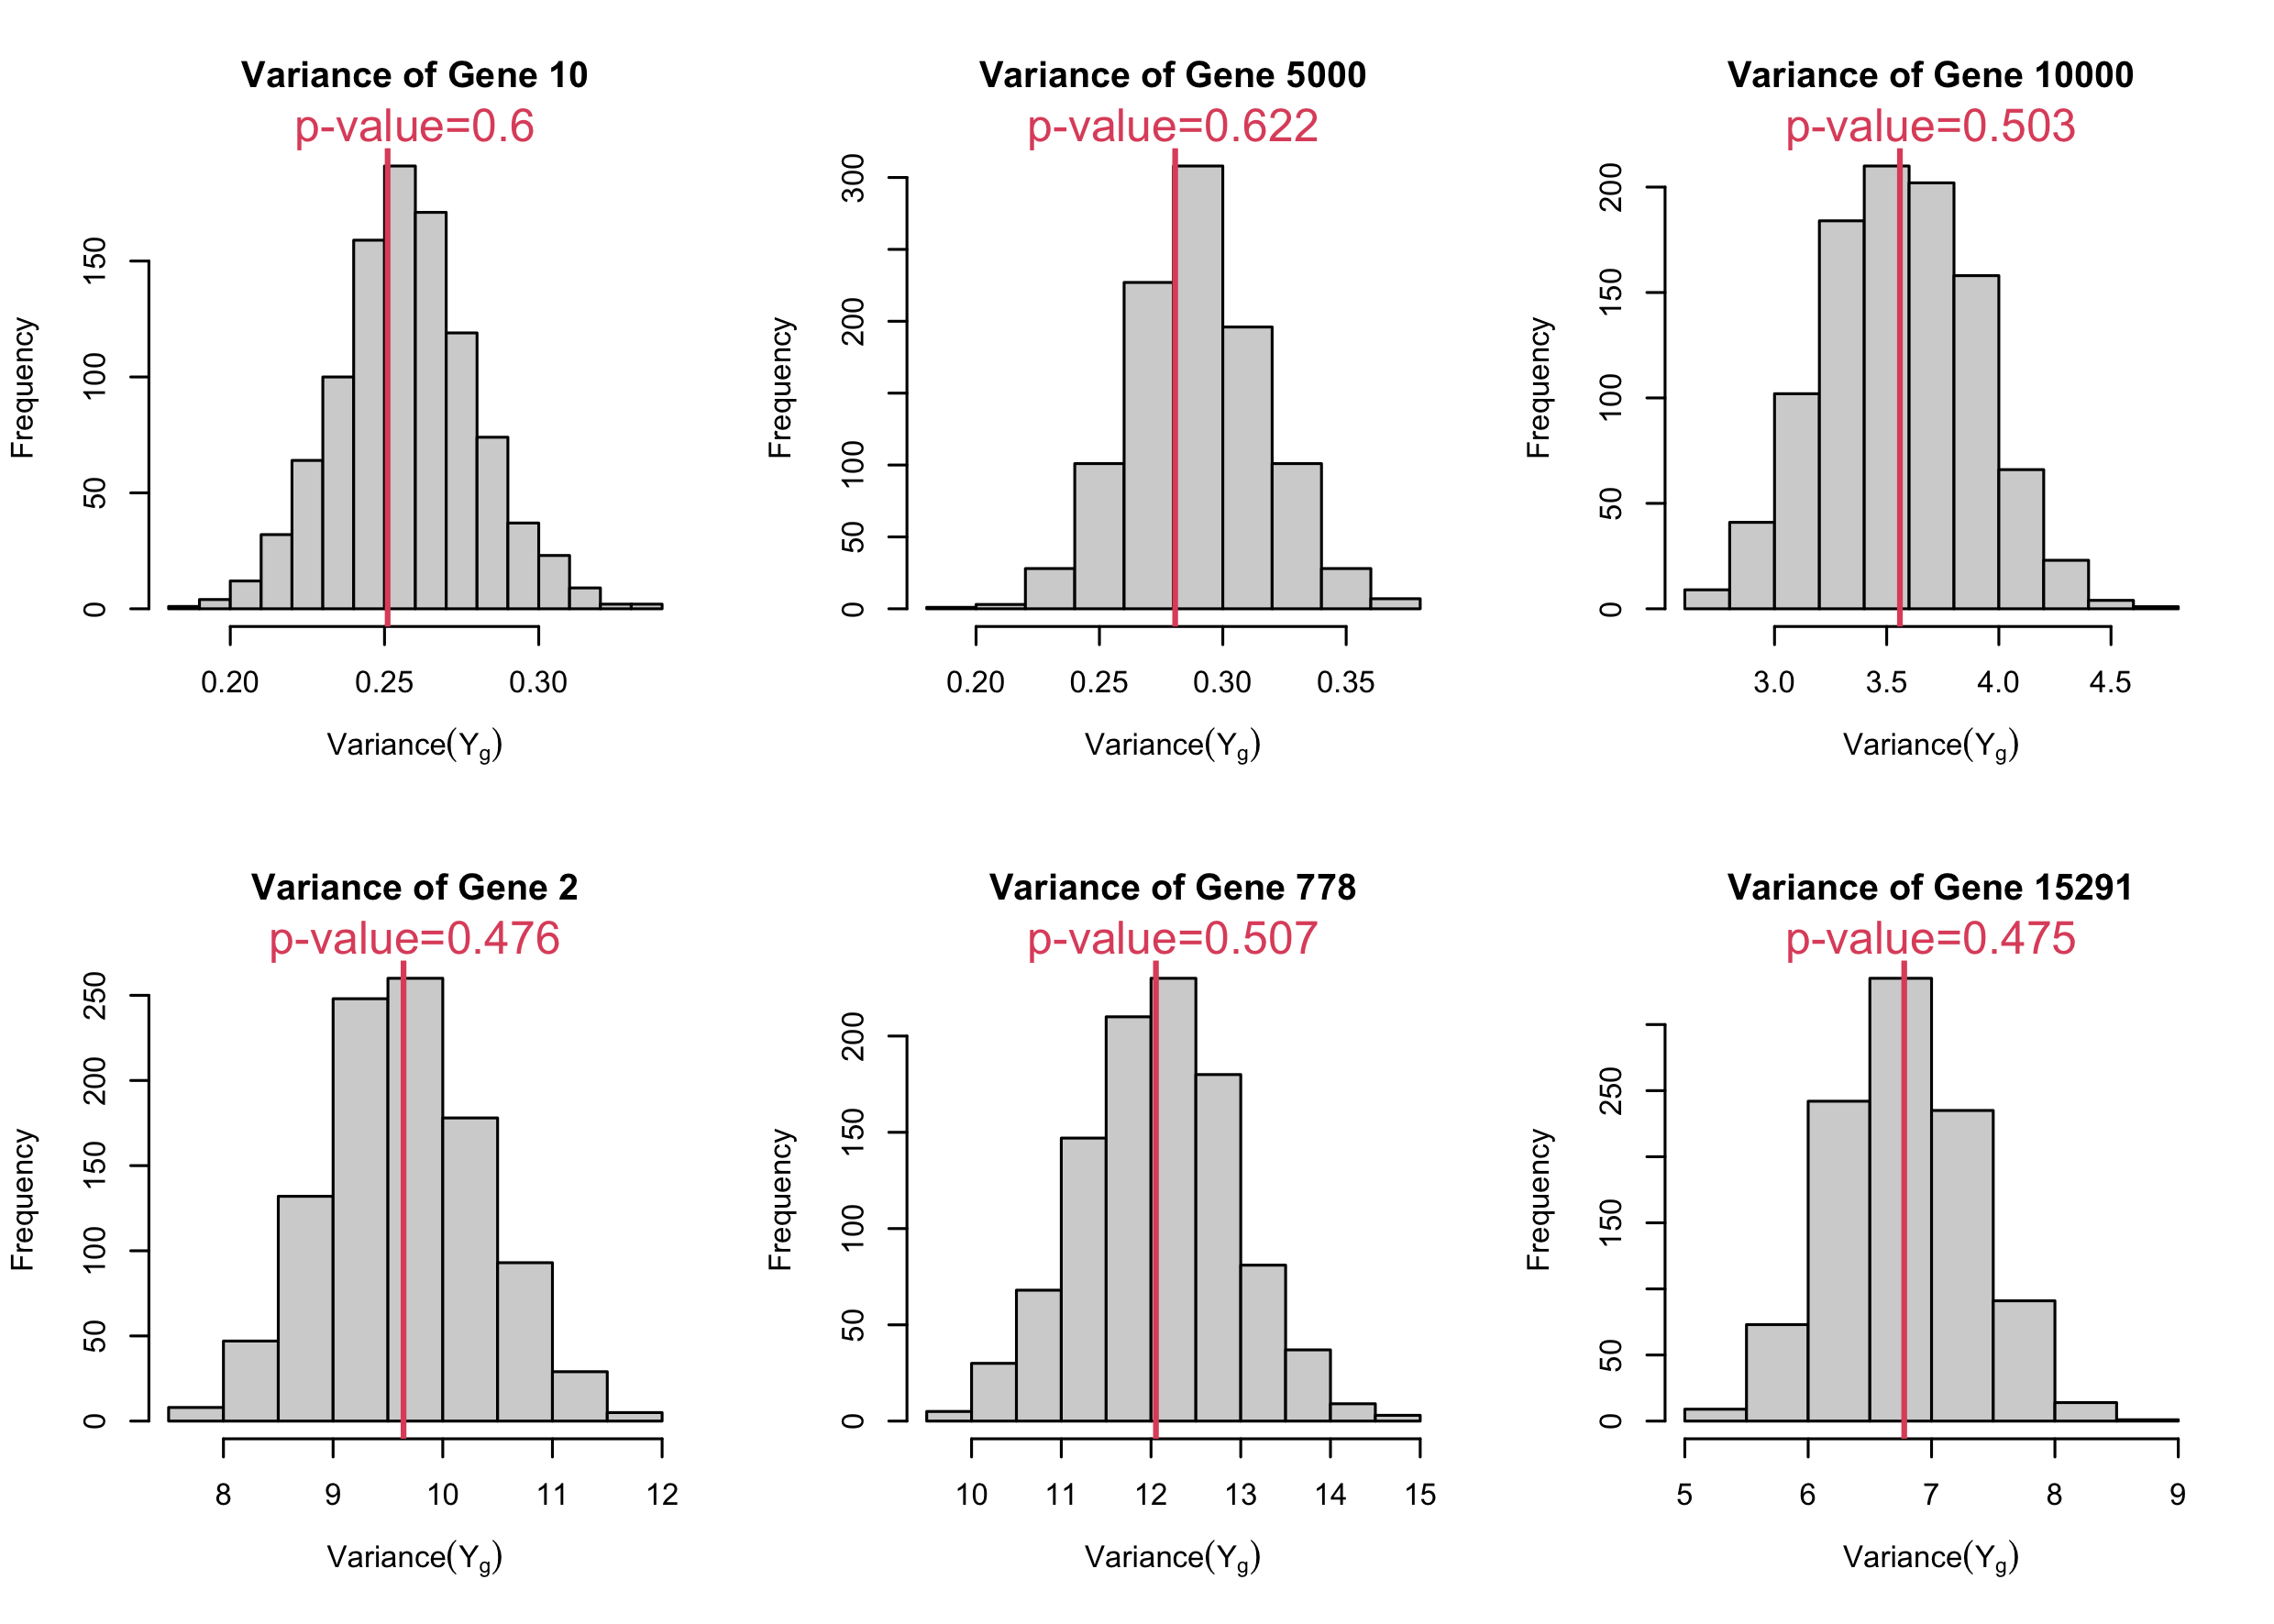 Variance of Gene 10
p-value=0.6
Frequency
0 50 100 150
0.20 0.25 0.30
Variance(Yg)
Variance of Gene 5000
p-value=0.622
Frequency
0 50 100 200 300
0.20 0.25 0.30 0.35
Variance(Yg)
Variance of Gene 10000
p-value=0.503
Frequency
0 50 100 150 200
3.0 3.5 4.0 4.5
Variance(Yg)
Variance of Gene 2
p-value=0.476
Frequency
0 50 100 150 200 250
8 9 10 11 12
Variance(Yg)
Variance of Gene 778
p-value=0.507
Frequency
0 50 100 150 200
10 11 12 13 14 15
Variance(Yg)
Variance of Gene 15291
p-value=0.475
Frequency
0 50 150 250
5 6 7 8 9
Variance(Yg)